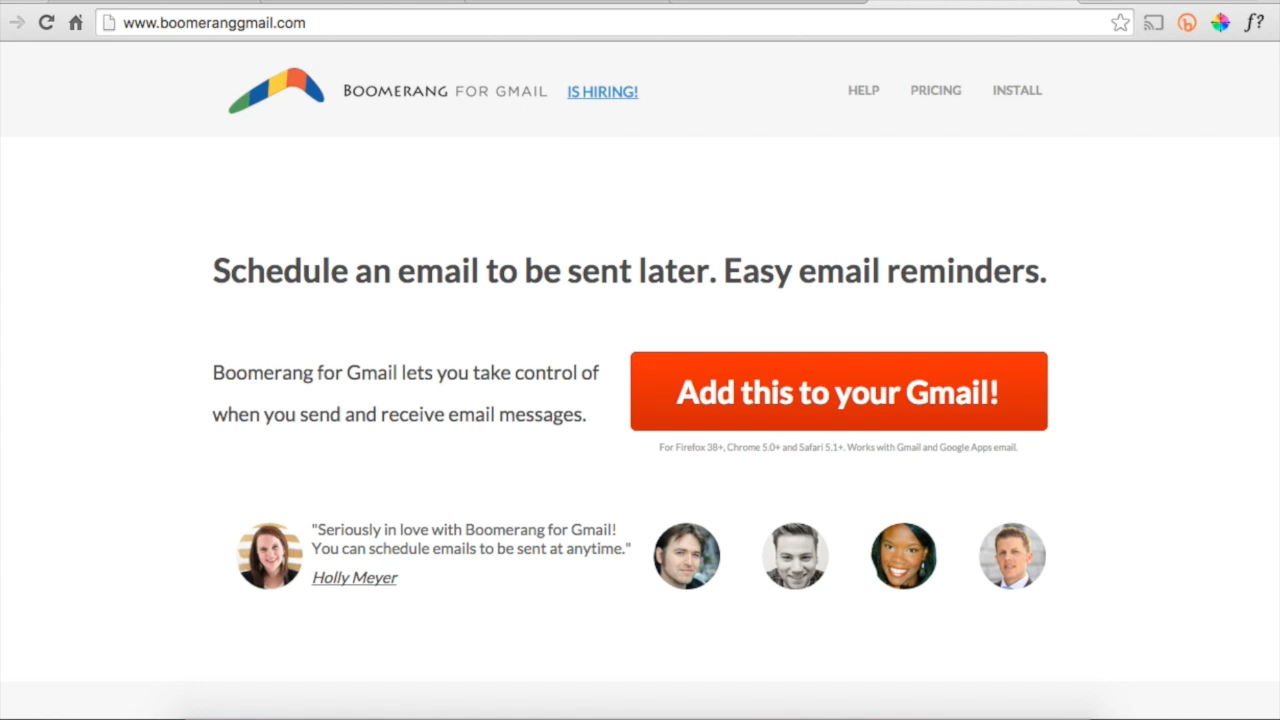 www.boomeranggmail.com
f?
BOOMERANG FOR GMAIL IS HIRING! HELP PRICING INSTALL
Schedule an email to be sent later. Easy email reminders.
Boomerang for Gmail lets you take control of
when you send and receive email messages.
Add this to your Gmail!
For Firefox 38+, Chrome 5.0+ and Safari 5.1+. Works with Gmail and Google Apps email.
"Seriously in love with Boomerang for Gmail!
You can schedule emails to be sent at anytime."
Holly Meyer